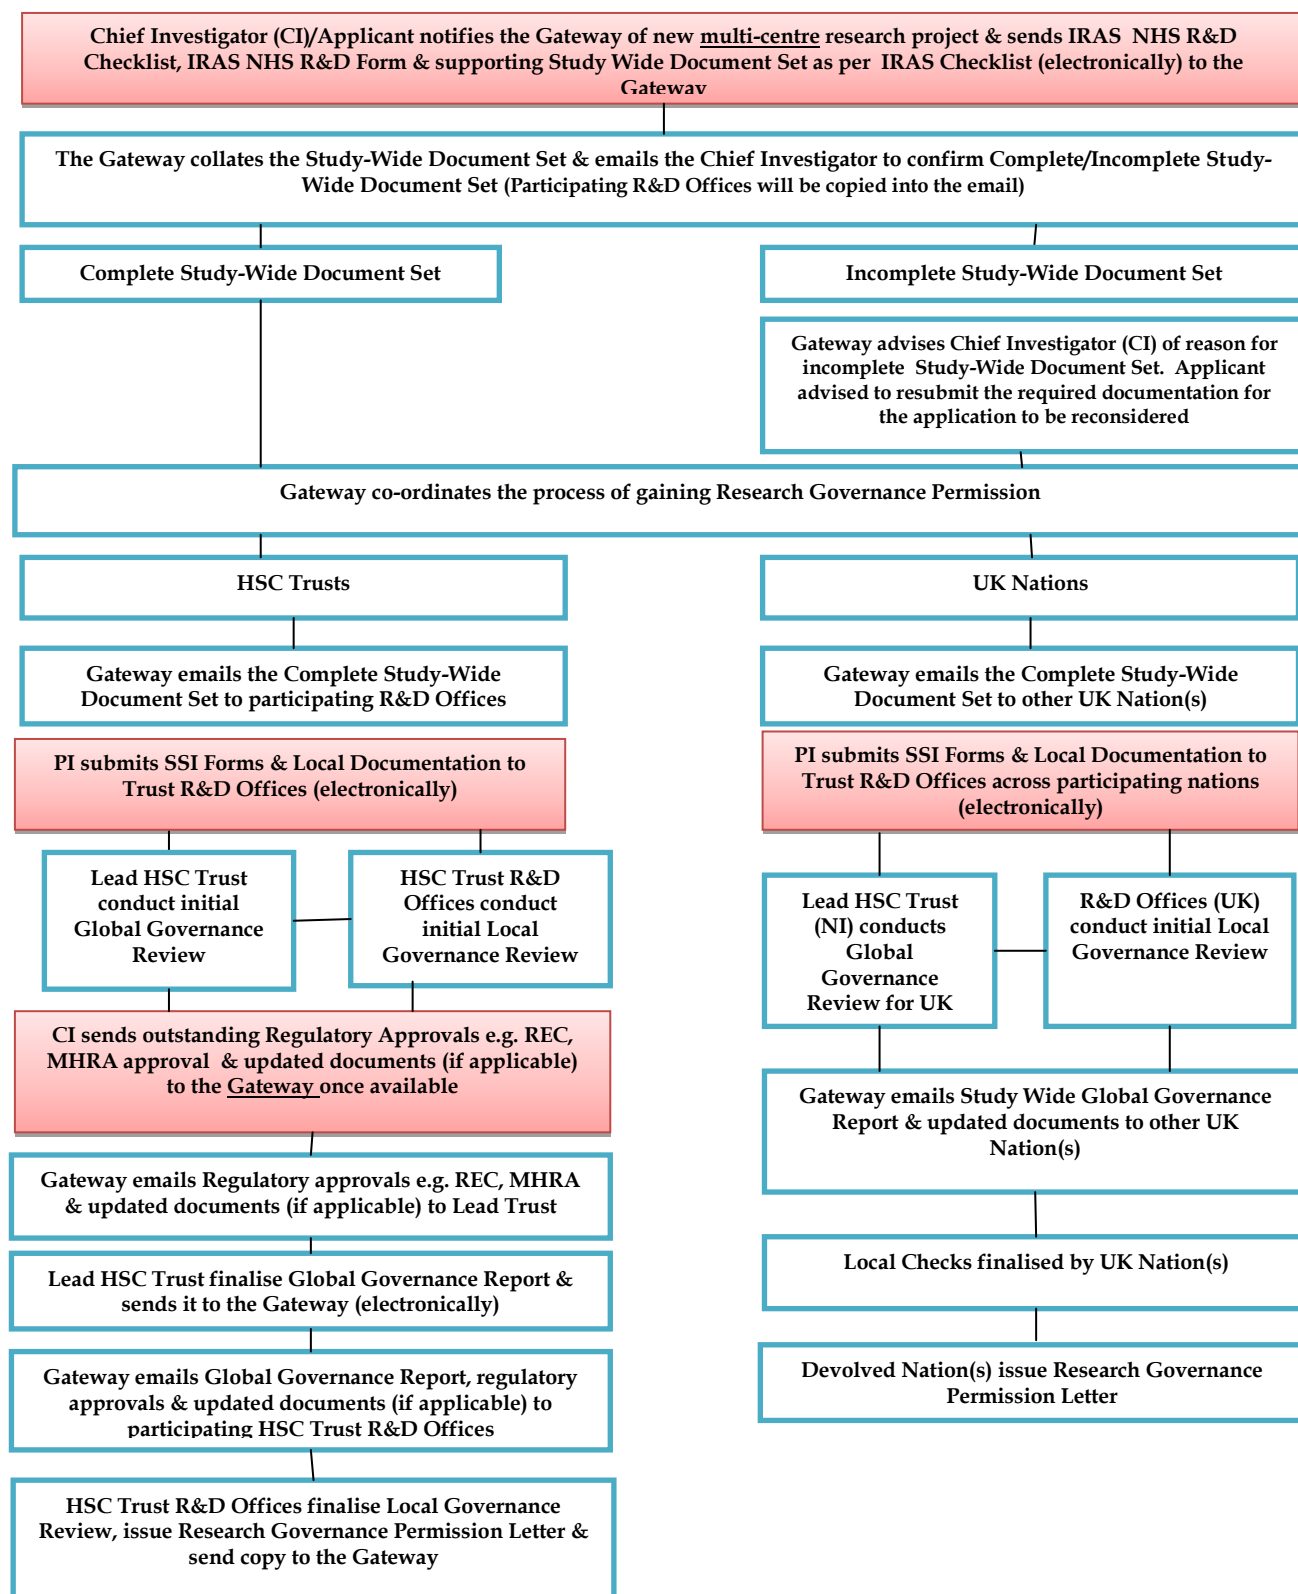 Chief Investigator (CI)/Applicant notifies the Gateway of new multi-centre research project & sends IRAS NHS R&D
Checklist, IRAS NHS R&D Form & supporting Study Wide Document Set as per IRAS Checklist (electronically) to the
Gateway
The Gateway collates the Study-Wide Document Set & emails the Chief Investigator to confirm Complete/Incomplete Study-
Wide Document Set (Participating R&D Offices will be copied into the email)
Complete Study-Wide Document Set
Incomplete Study-Wide Document Set
Gateway advises Chief Investigator (CI) of reason for
incomplete Study-Wide Document Set. Applicant
advised to resubmit the required documentation for
the application to be reconsidered
Gateway co-ordinates the process of gaining Research Governance Permission
HSC Trusts
UK Nations
Gateway emails the Complete Study-Wide
Document Set to participating R&D Offices
Gateway emails the Complete Study-Wide
Document Set to other UK Nation(s)
PI submits SSI Forms & Local Documentation to
Trust R&D Offices (electronically)
PI submits SSI Forms & Local Documentation to
Trust R&D Offices across participating nations
(electronically)
Lead HSC Trust
conduct initial
Global Governance
Review
HSC Trust R&D
Offices conduct
initial Local
Governance Review
Lead HSC Trust
(NI) conducts
Global
Governance
Review for UK
R&D Offices (UK)
conduct initial Local
Governance Review
CI sends outstanding Regulatory Approvals e.g. REC,
MHRA approval & updated documents (if applicable)
to the Gateway once available
Gateway emails Study Wide Global Governance
Report & updated documents to other UK
Nation(s)
Gateway emails Regulatory approvals e.g. REC, MHRA
& updated documents (if applicable) to Lead Trust
Local Checks finalised by UK Nation(s)
Lead HSC Trust finalise Global Governance Report &
sends it to the Gateway (electronically)
Devolved Nation(s) issue Research Governance
Permission Letter
Gateway emails Global Governance Report, regulatory
approvals & updated documents (if applicable) to
participating HSC Trust R&D Offices
HSC Trust R&D Offices finalise Local Governance
Review, issue Research Governance Permission Letter &
send copy to the Gateway